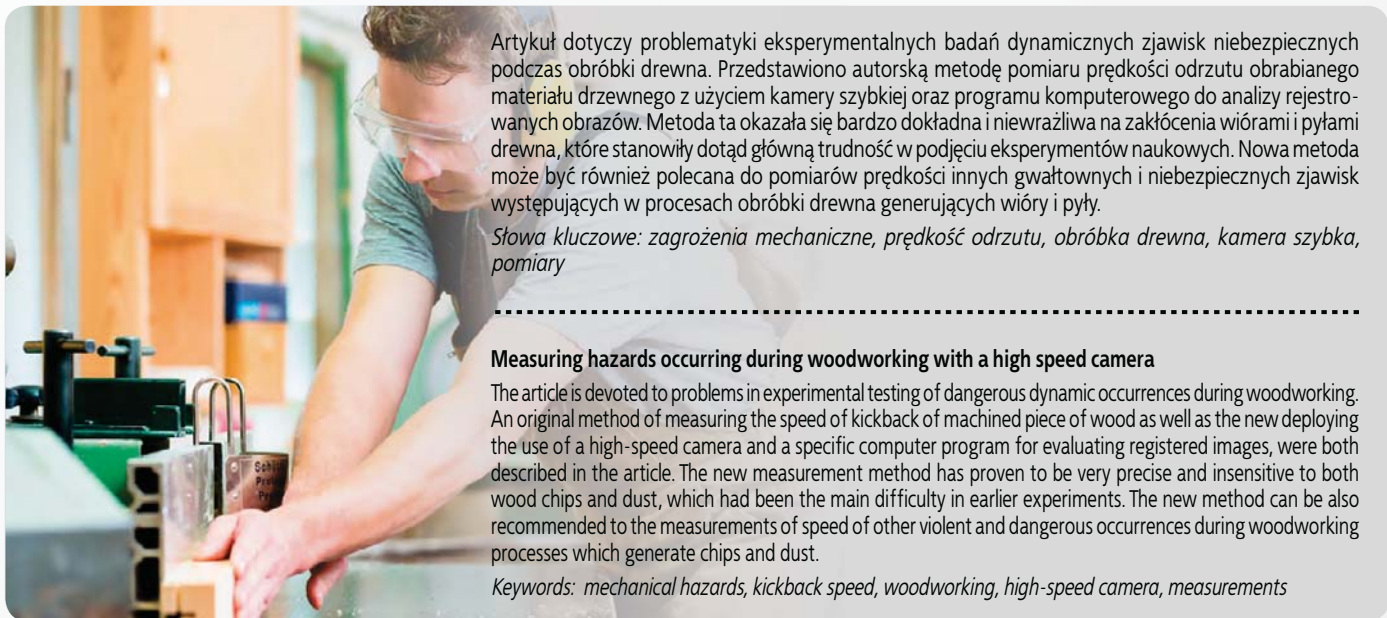 Artykuł dotyczy problematyki eksperymentalnych badań dynamicznych zjawisk niebezpiecznych
podczas obróbki drewna. Przedstawiono autorską metodę pomiaru prędkości odrzutu obrabianego
materiału drzewnego z użyciem kamery szybkiej oraz programu komputerowego do analizy rejestro-
wanych obrazów. Metoda ta okazała się bardzo dokładna i niewrażliwa na zakłócenia wiórami i pyłami
drewna, które stanowiły dotąd główną trudność w podjęciu eksperymentów naukowych. Nowa metoda
może być również polecana do pomiarów prędkości innych gwałtownych i niebezpiecznych zjawisk
występujących w procesach obróbki drewna generujących wióry i pyły.
Słowa kluczowe: zagrożenia mechaniczne, prędkość odrzutu, obróbka drewna, kamera szybka,
pomiary
Measuring hazards occurring during woodworking with a high speed camera
The article is devoted to problems in experimental testing of dangerous dynamic occurrences during woodworking.
An original method of measuring the speed of kickback of machined piece of wood as well as the new deploying
the use of a high-speed camera and a specific computer program for evaluating registered images, were both
described in the article. The new measurement method has proven to be very precise and insensitive to both
wood chips and dust, which had been the main difficulty in earlier experiments. The new method can be also
recommended to the measurements of speed of other violent and dangerous occurrences during woodworking
processes which generate chips and dust.
Keywords: mechanical hazards, kickback speed, woodworking, high-speed camera, measurements